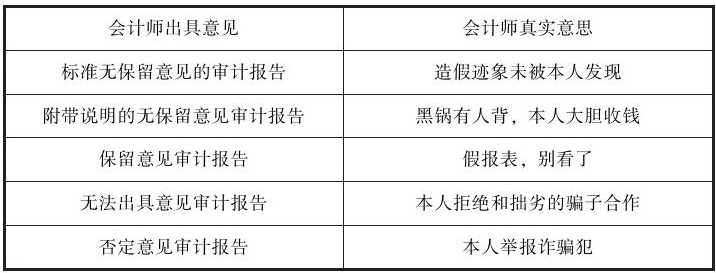 会计师出具意见 会计师真实意思
标准无保留意见的审计报告 造假迹象未被本人发现
附带说明的无保留意见审计报告 黑锅有人背，本人大胆收钱
保留意见审计报告 假报表，别看了
无法出具意见审计报告 本人拒绝和拙劣的骗子合作
否定意见审计报告 本人举报诈骗犯